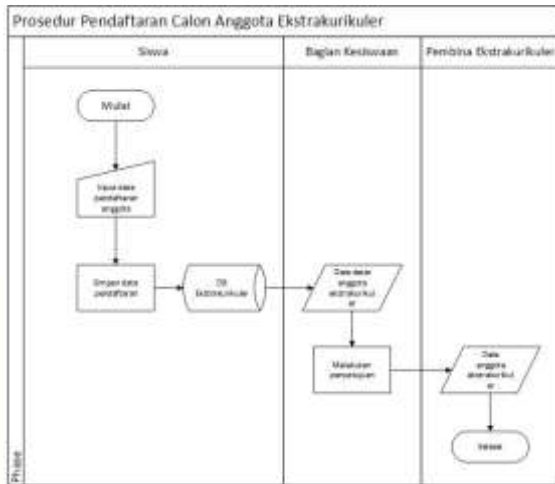 Prosedur Pendaftaran Calon Anggota Ekstrakurikuler
Siswa
Bagian Kesiswaan
Pembina Ekstrakurikuler
Mulai
Input data
pendaftaran
anggota
Simpan data
pendaftaran
DB
Ekstrakurikuler
Data
anggota
ekstrakurikul
er
Melakukan
persetujuan
Data
anggota
ekstrakurikul
er
Selesai
Phase